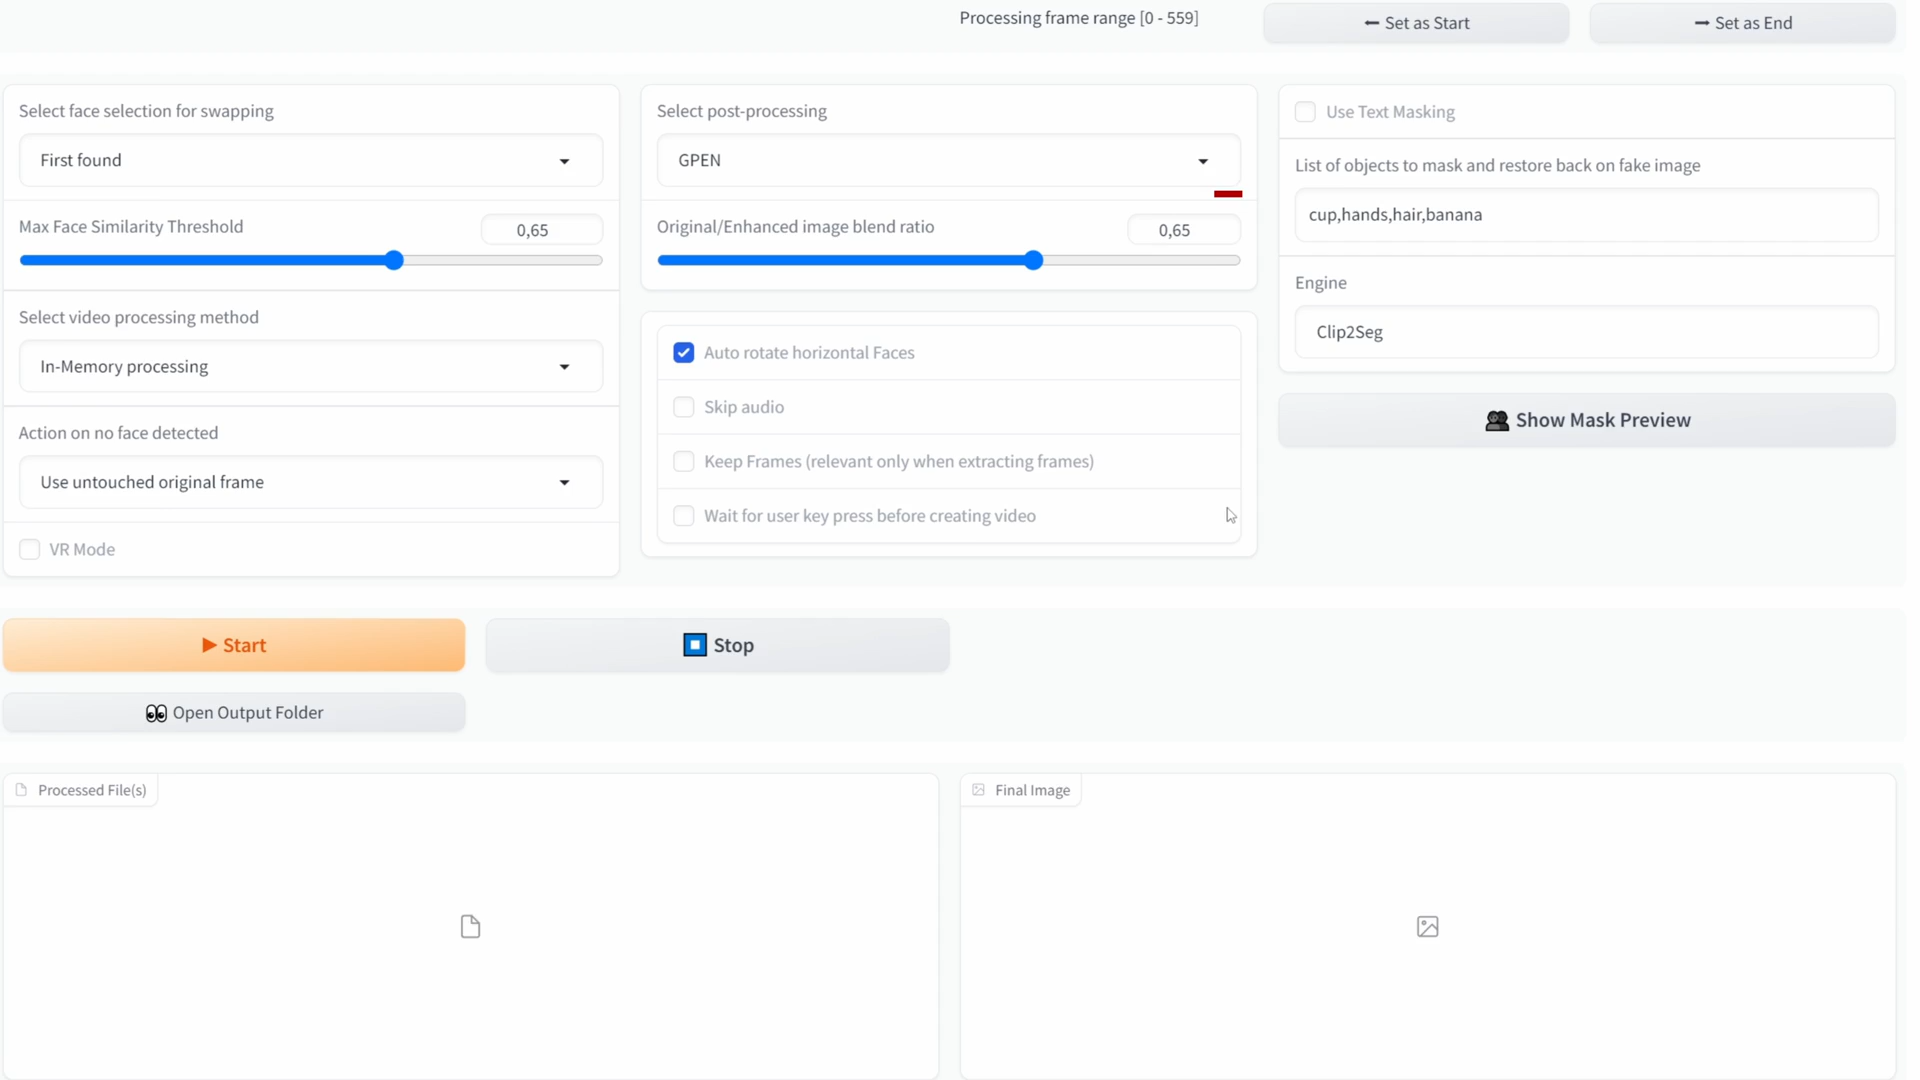 Processing frame range [0 - 559]
← Set as Start
→ Set as End
Select face selection for swapping
First found
Max Face Similarity Threshold
0,65
Select video processing method
In-Memory processing
Action on no face detected
Use untouched original frame
VR Mode
Select post-processing
GPEN
Original/Enhanced image blend ratio
0,65
Auto rotate horizontal Faces
Skip audio
Keep Frames (relevant only when extracting frames)
Wait for user key press before creating video
Use Text Masking
List of objects to mask and restore back on fake image
cup,hands,hair,banana
Engine
Clip2Seg
Show Mask Preview
Start
Stop
Open Output Folder
Processed File(s)
Final Image